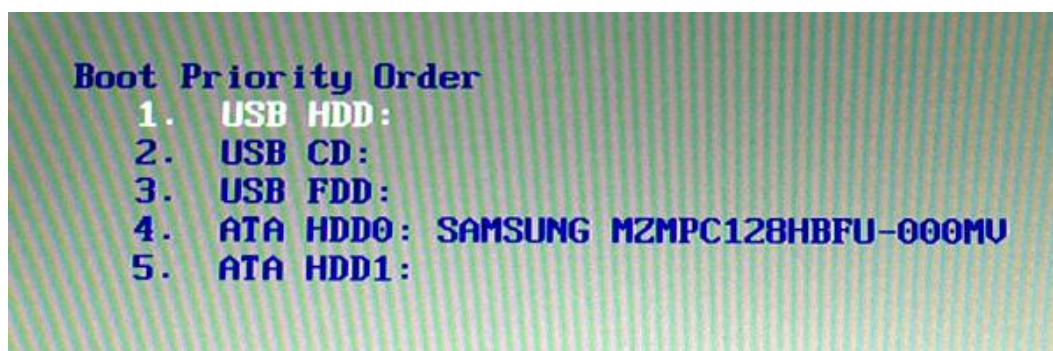 Boot Priority Order
1. USB HDD:
2. USB CD:
3. USB FDD:
4. ATA HDD0: SAMSUNG MZMPC128HBFU-000MV
5. ATA HDD1: